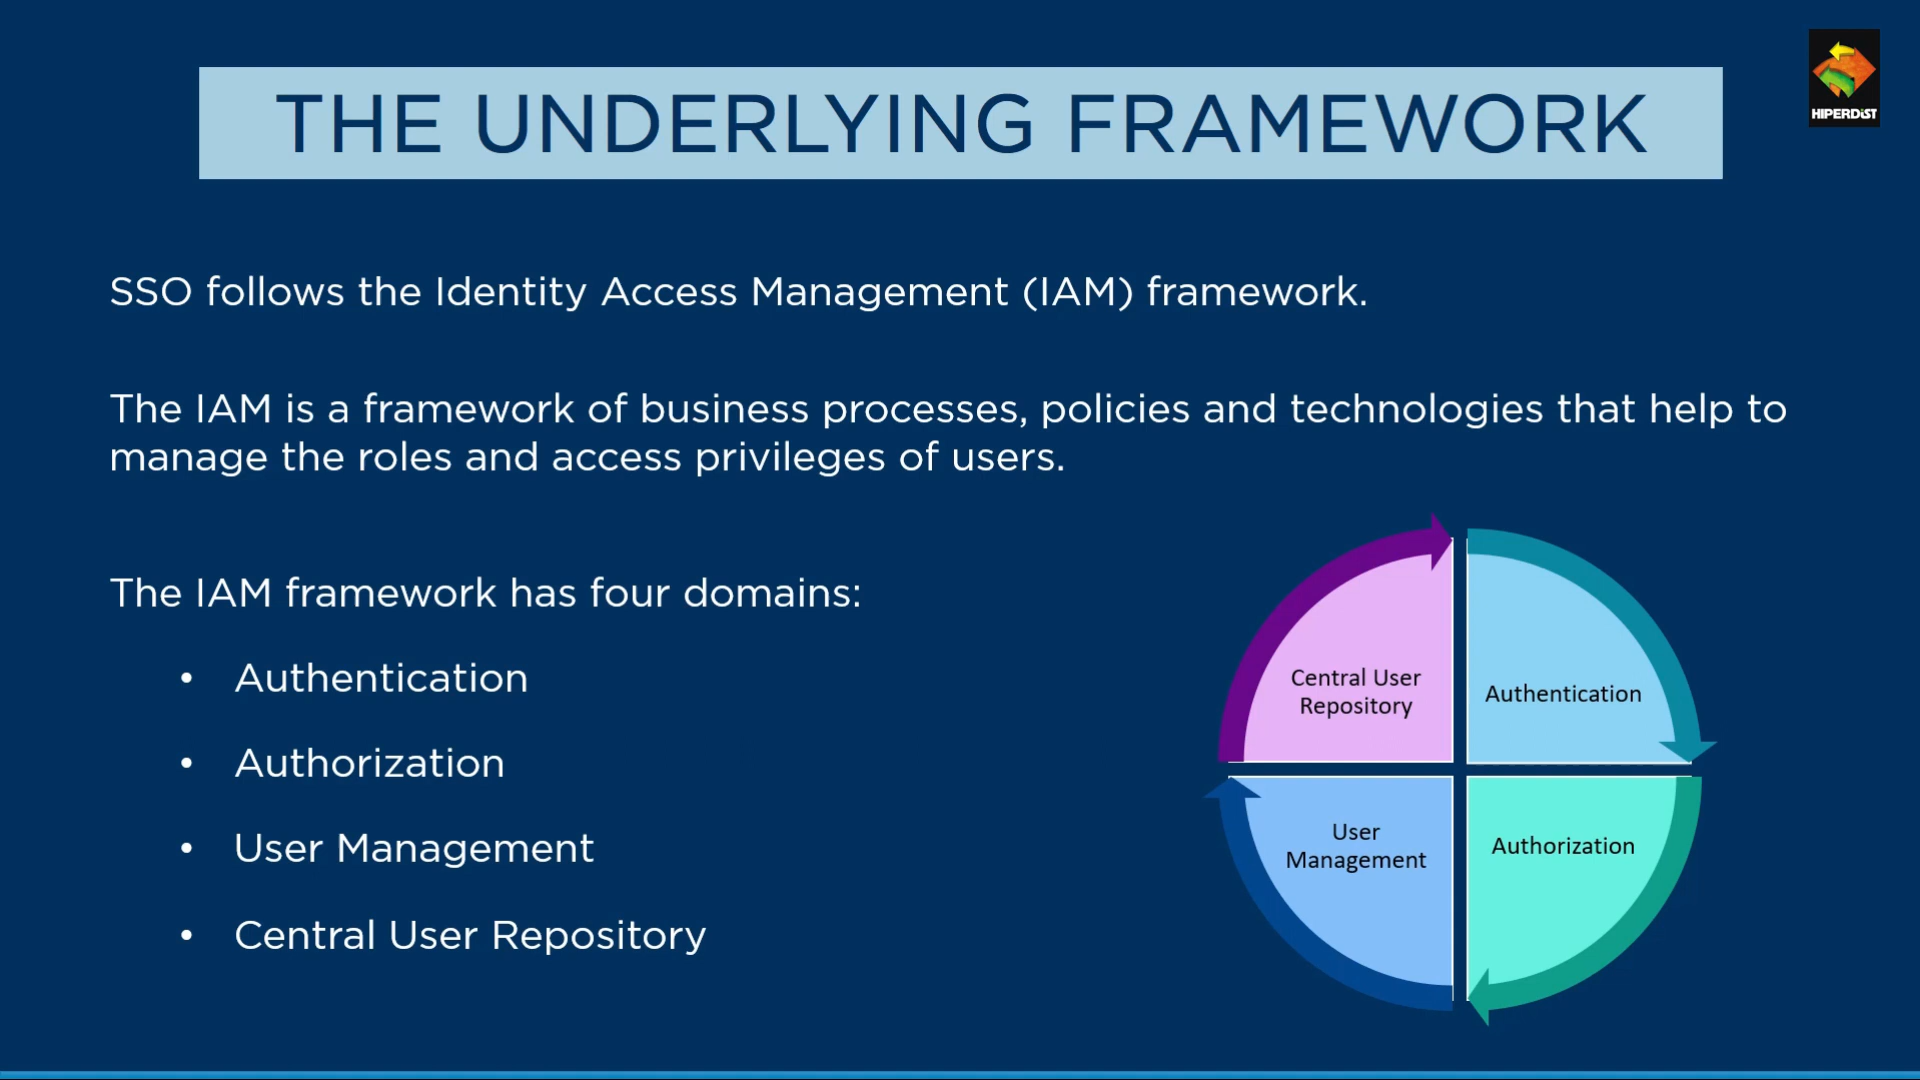 THE UNDERLYING FRAMEWORK
HIPERDIST
SSO follows the Identity Access Management (IAM) framework.
The IAM is a framework of business processes, policies and technologies that help to
manage the roles and access privileges of users.
The IAM framework has four domains:
• Authentication
• Authorization
• User Management
• Central User Repository
Central User
Repository
Authentication
User
Management
Authorization